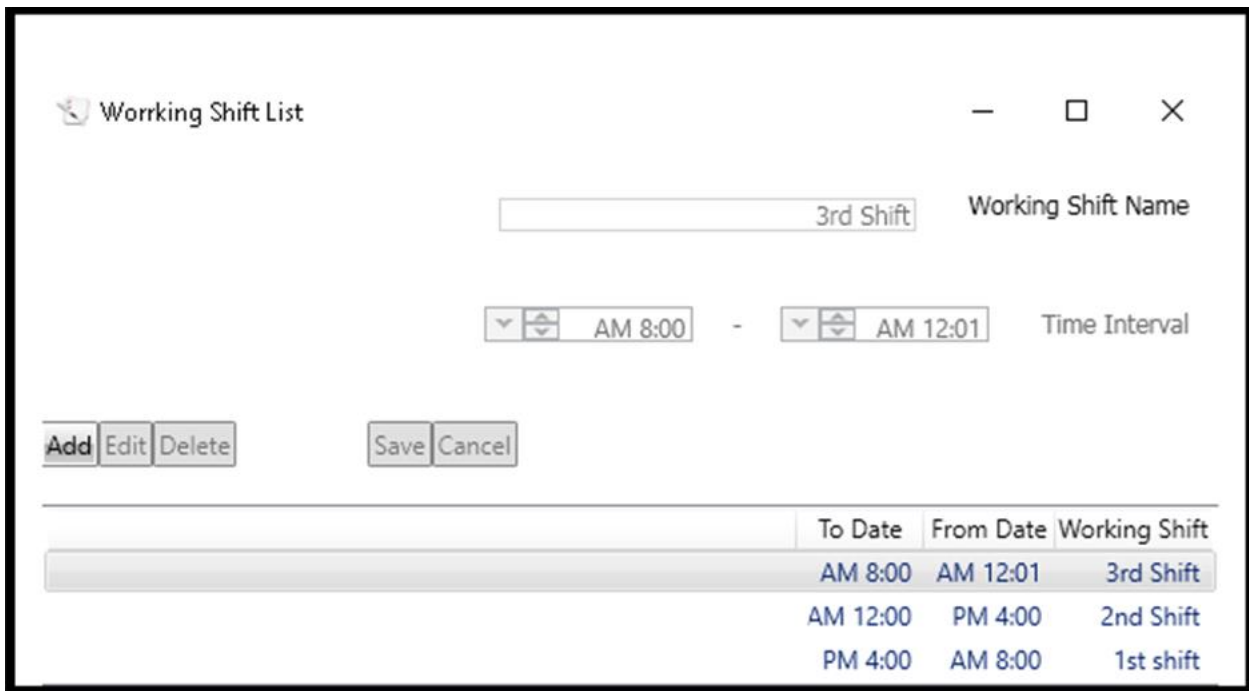 Worrking Shift List
3rd Shift Working Shift Name
AM 8:00 - AM 12:01 Time Interval
Add Edit Delete Save Cancel
To Date From Date Working Shift
AM 8:00 AM 12:01 3rd Shift
AM 12:00 PM 4:00 2nd Shift
PM 4:00 AM 8:00 1st shift